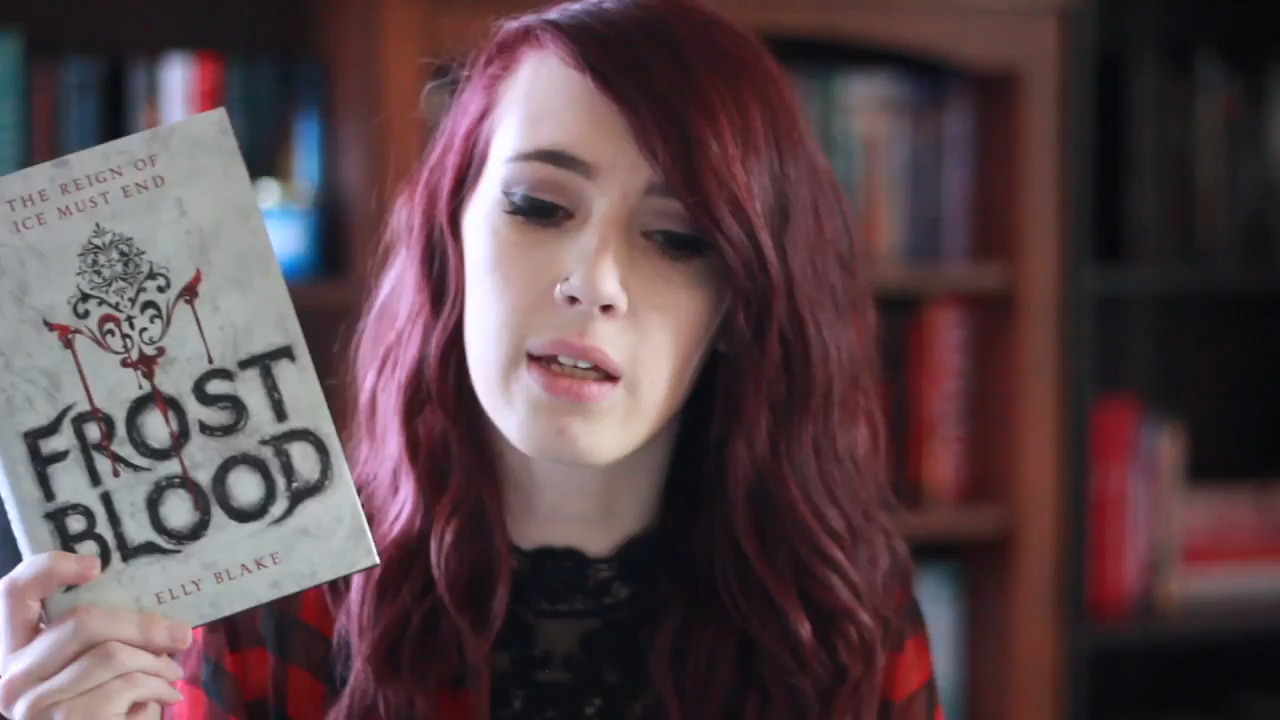 THE REIGN OF
ICE MUST END
FROST
BLOOD
ELLY BLAKE